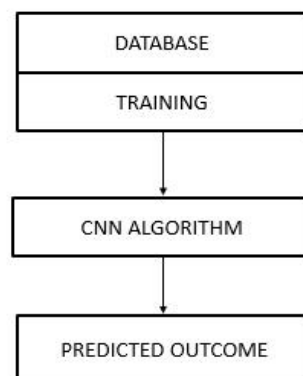 DATABASE
TRAINING
CNN ALGORITHM
PREDICTED OUTCOME